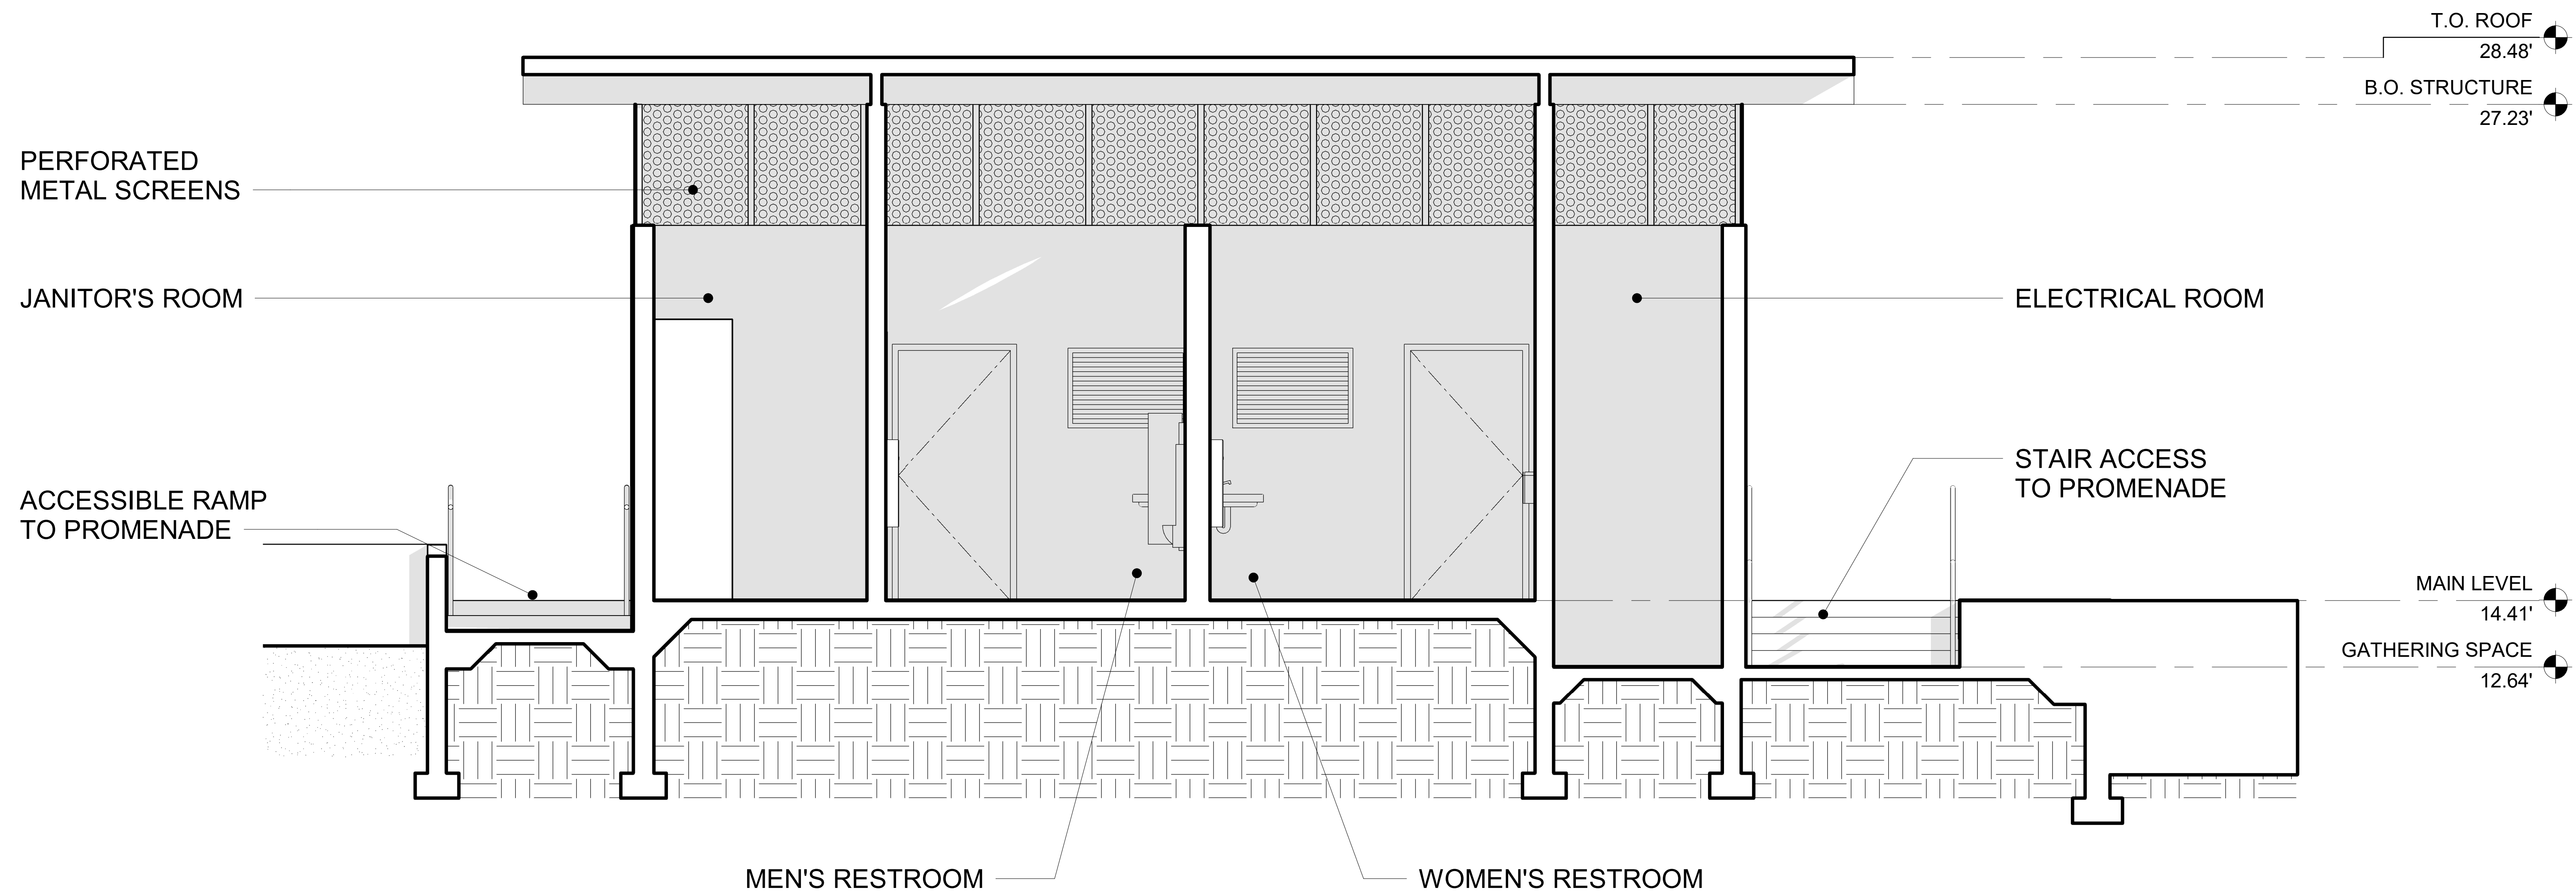 T.O. ROOF
28.48'
B.O. STRUCTURE
27.23'
PERFORATED
METAL SCREENS
JANITOR'S ROOM
ELECTRICAL ROOM
STAIR ACCESS
TO PROMENADE
ACCESSIBLE RAMP
TO PROMENADE
MAIN LEVEL
14.41'
GATHERING SPACE
12.64'
MEN'S RESTROOM
WOMEN'S RESTROOM